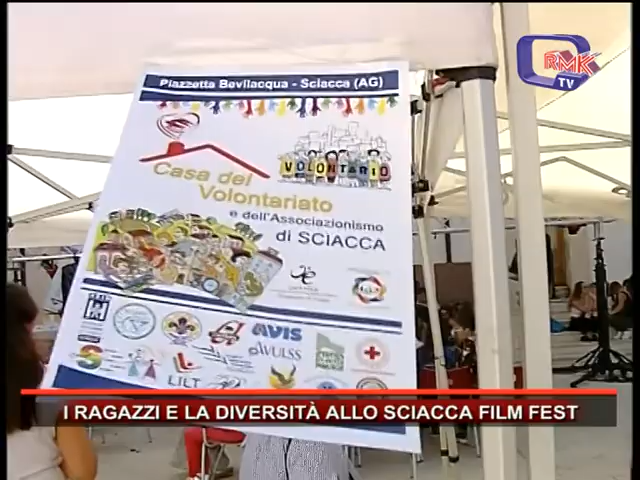 Piazzetta Bevilacqua - Sciacca (AG)
RMK
TV
VOLONTARIO
Casa del
Volontariato
e dell'Associazionismo
di SCIACCA
AVIS
AVULSS
LILT
I RAGAZZI E LA DIVERSITÀ ALLO SCIACCA FILM FEST